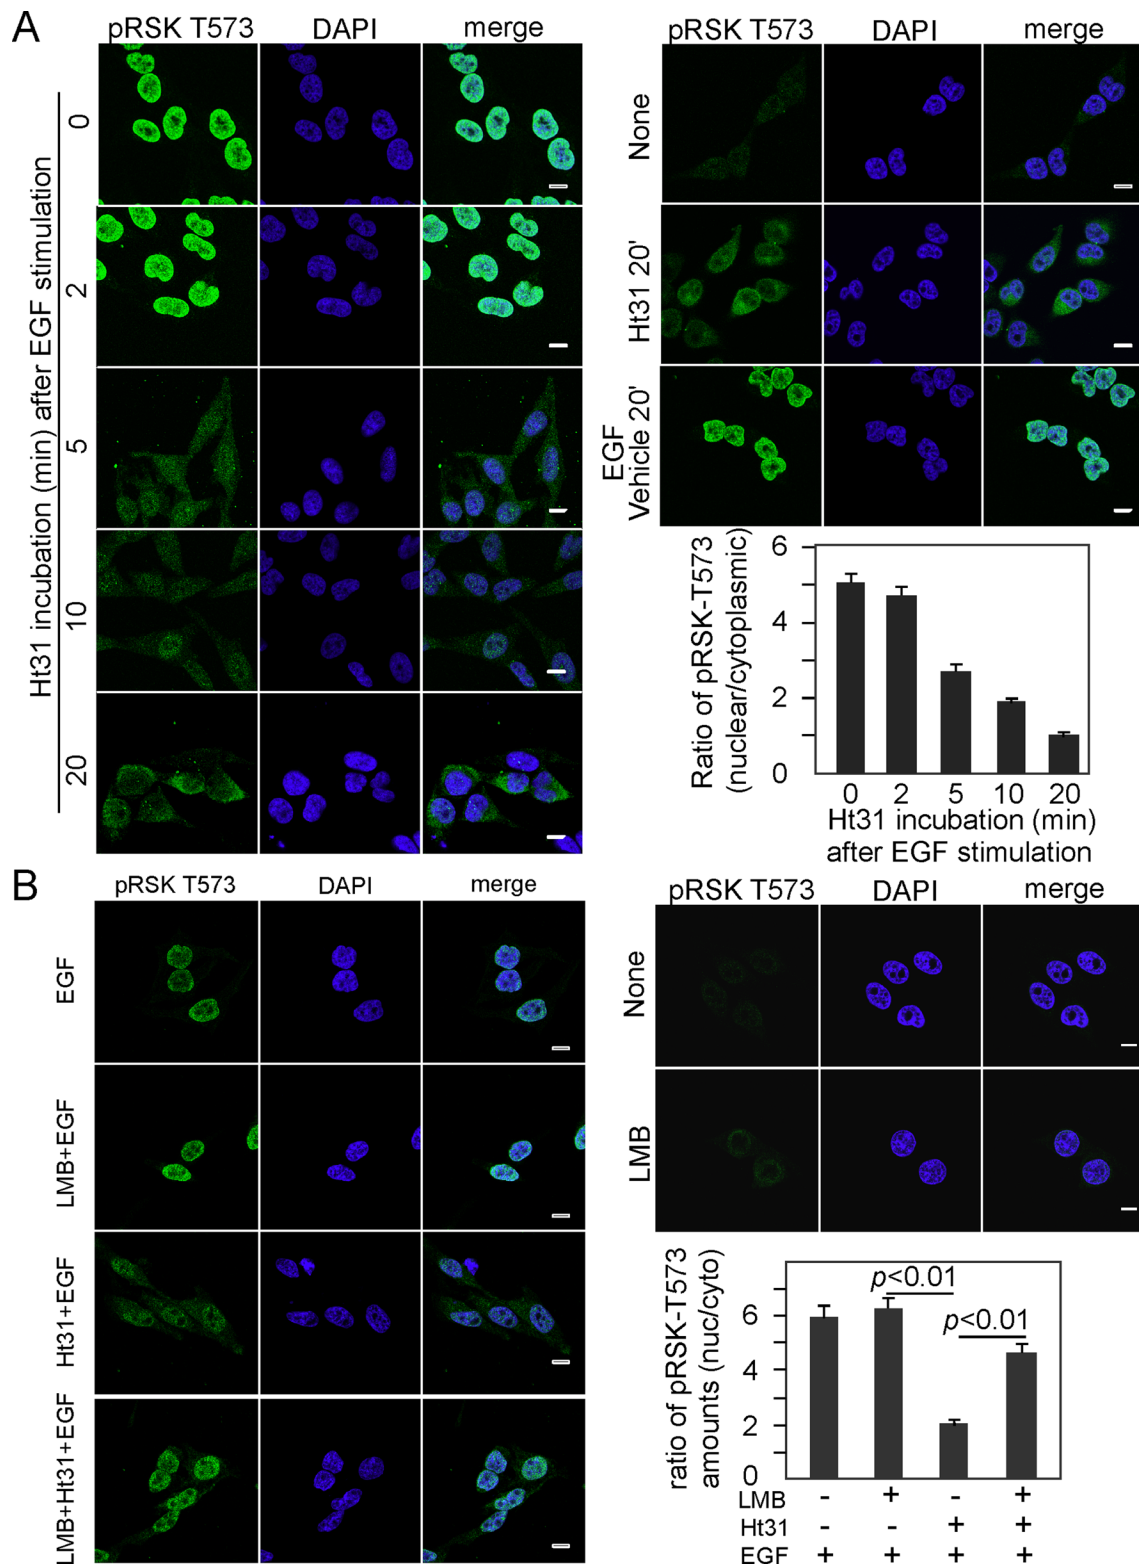 A
pRSK T573 DAPI merge
Ht31 incubation (min) after EGF stimulation
0
2
5
10
20
pRSK T573 DAPI merge
None
Ht31 20'
EGF
Vehicle 20'
Ratio of pRSK-T573
(nuclear/cytoplasmic)
6
4
2
0
0 2 5 10 20
Ht31 incubation (min)
after EGF stimulation
B
pRSK T573 DAPI merge
EGF
LMB+EGF
Ht31+EGF
LMB+Ht31+EGF
pRSK T573 DAPI merge
None
LMB
ratio of pRSK-T573
amounts (nuc/cyto)
6
4
2
0
p<0.01
p<0.01
LMB - + - +
Ht31 - - + +
EGF + + + +